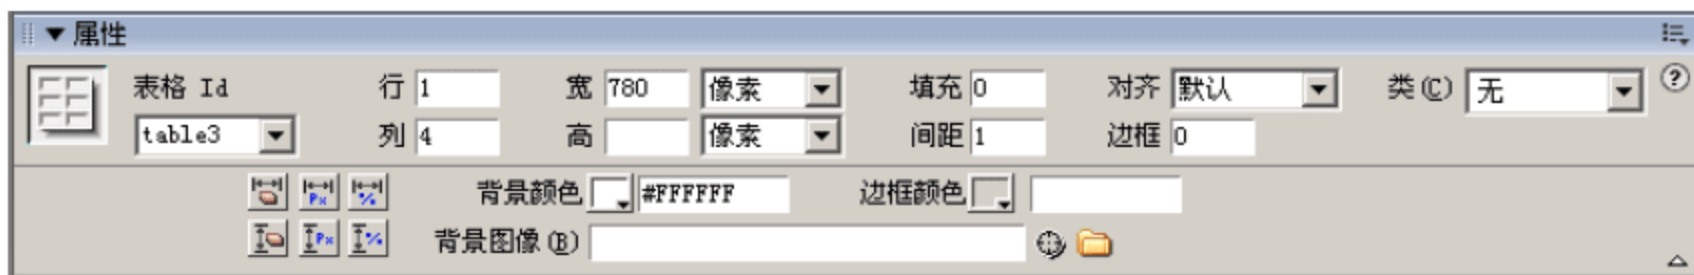 属性
表格 Id 行 1 宽 780 像素 填充 0 对齐 默认 类(C) 无
table3 列 4 高 像素 间距 1 边框 0
Px % 背景颜色 #FFFFFF 边框颜色
Px % 背景图像(B)